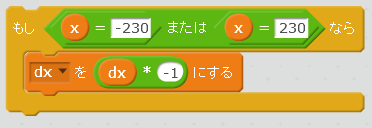 もし x = -230 または x = 230 なら
dx を dx * -1 にする